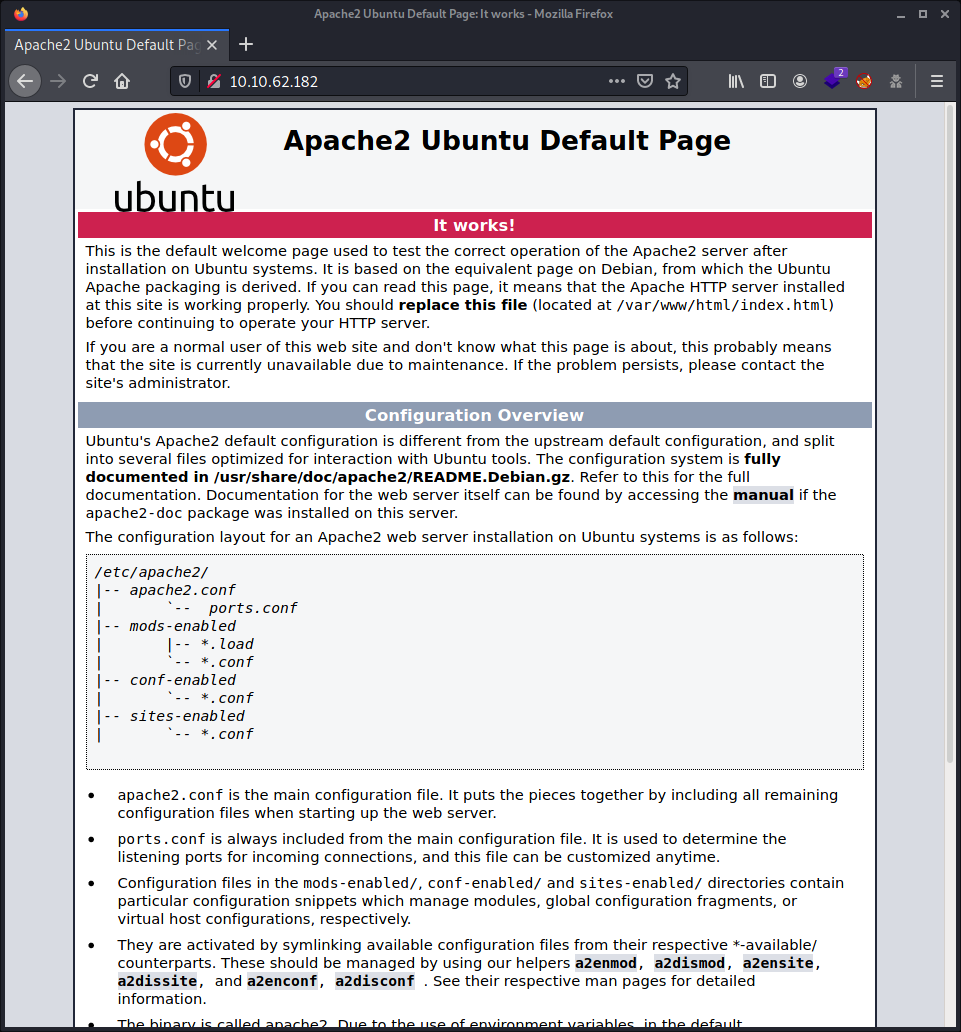 Apache2 Ubuntu Default Page: It works - Mozilla Firefox
Apache2 Ubuntu Default Pag
10.10.62.182
2
ubuntu
Apache2 Ubuntu Default Page
It works!
This is the default welcome page used to test the correct operation of the Apache2 server after
installation on Ubuntu systems. It is based on the equivalent page on Debian, from which the Ubuntu
Apache packaging is derived. If you can read this page, it means that the Apache HTTP server installed
at this site is working properly. You should replace this file (located at /var/www/html/index.html)
before continuing to operate your HTTP server.
If you are a normal user of this web site and don't know what this page is about, this probably means
that the site is currently unavailable due to maintenance. If the problem persists, please contact the
site's administrator.
Configuration Overview
Ubuntu's Apache2 default configuration is different from the upstream default configuration, and split
into several files optimized for interaction with Ubuntu tools. The configuration system is fully
documented in /usr/share/doc/apache2/README.Debian.gz. Refer to this for the full
documentation. Documentation for the web server itself can be found by accessing the manual if the
apache2-doc package was installed on this server.
The configuration layout for an Apache2 web server installation on Ubuntu systems is as follows:
/etc/apache2/
|-- apache2.conf
|       `--  ports.conf
|-- mods-enabled
|       |-- *.load
|       `-- *.conf
|-- conf-enabled
|       `-- *.conf
|-- sites-enabled
|       `-- *.conf
• apache2.conf is the main configuration file. It puts the pieces together by including all remaining
configuration files when starting up the web server.
• ports.conf is always included from the main configuration file. It is used to determine the
listening ports for incoming connections, and this file can be customized anytime.
• Configuration files in the mods-enabled/, conf-enabled/ and sites-enabled/ directories contain
particular configuration snippets which manage modules, global configuration fragments, or
virtual host configurations, respectively.
• They are activated by symlinking available configuration files from their respective *-available/
counterparts. These should be managed by using our helpers a2enmod, a2dismod, a2ensite,
a2dissite, and a2enconf, a2disconf . See their respective man pages for detailed
information.
• The binary is called apache2. Due to the use of environment variables, in the default